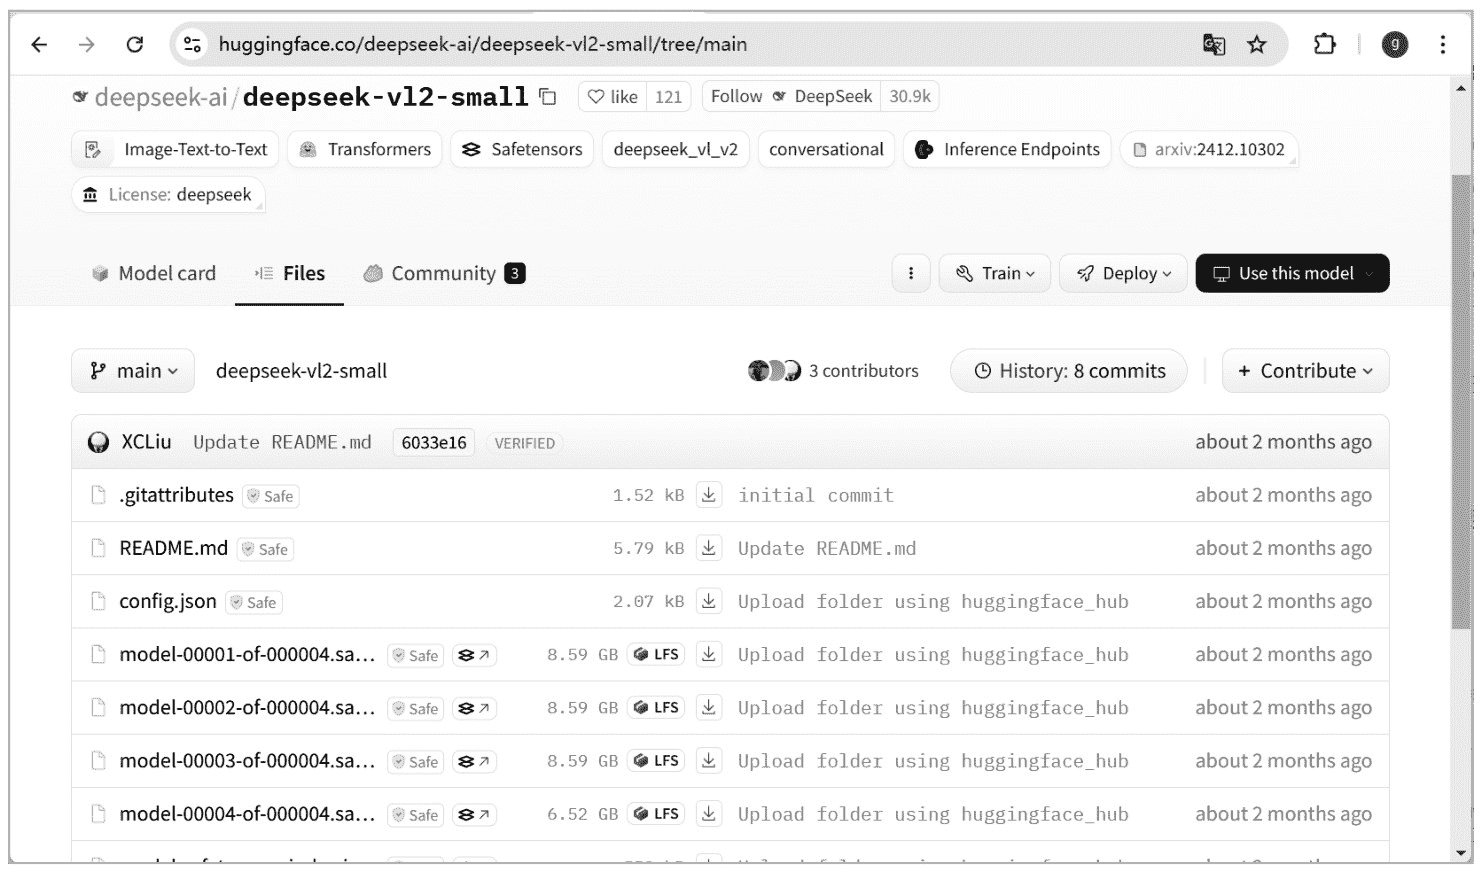 huggingface.co/deepseek-ai/deepseek-vl2-small/tree/main g
deepseek-ai/deepseek-vl2-small like 121 Follow DeepSeek 30.9k
Image-Text-to-Text Transformers Safetensors deepseek_vl_v2 conversational Inference Endpoints arxiv:2412.10302
License: deepseek
Model card Files Community 3 Train Deploy Use this model
main deepseek-vl2-small 3 contributors History: 8 commits + Contribute
XCLiu Update README.md 6033e16 VERIFIED about 2 months ago
.gitattributes Safe 1.52 kB initial commit about 2 months ago
README.md Safe 5.79 kB Update README.md about 2 months ago
config.json Safe 2.07 kB Upload folder using huggingface_hub about 2 months ago
model-00001-of-000004.sa... Safe 8.59 GB LFS Upload folder using huggingface_hub about 2 months ago
model-00002-of-000004.sa... Safe 8.59 GB LFS Upload folder using huggingface_hub about 2 months ago
model-00003-of-000004.sa... Safe 8.59 GB LFS Upload folder using huggingface_hub about 2 months ago
model-00004-of-000004.sa... Safe 6.52 GB LFS Upload folder using huggingface_hub about 2 months ago